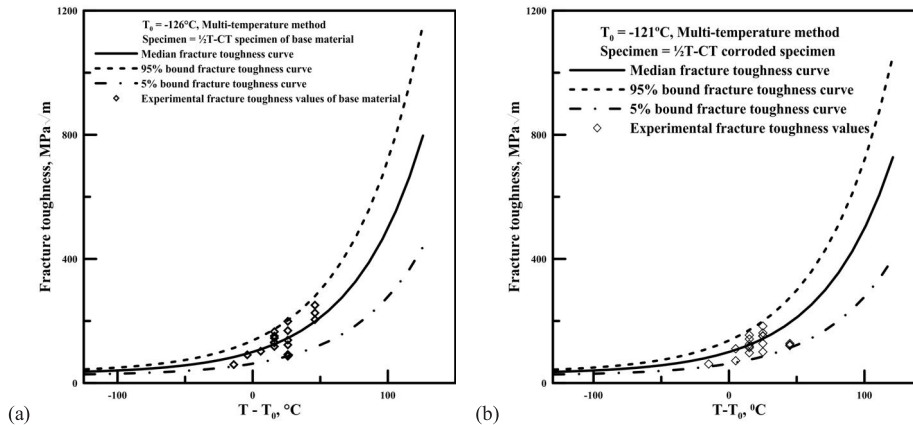 T0 = -126°C, Multi-temperature method
Specimen = ½T-CT specimen of base material
Median fracture toughness curve
95% bound fracture toughness curve
5% bound fracture toughness curve
Experimental fracture toughness values of base material
Fracture toughness, MPa√m
1200
800
400
0
-100
0
100
T - T0, °C
(a)
T0 = -121ºC, Multi-temperature method
Specimen = ½T-CT corroded specimen
Median fracture toughness curve
95% bound fracture toughness curve
5% bound fracture toughness curve
Experimental fracture toughness values
Fracture toughness, MPa√m
1200
800
400
0
-100
0
100
T-T0, ⁰C
(b)